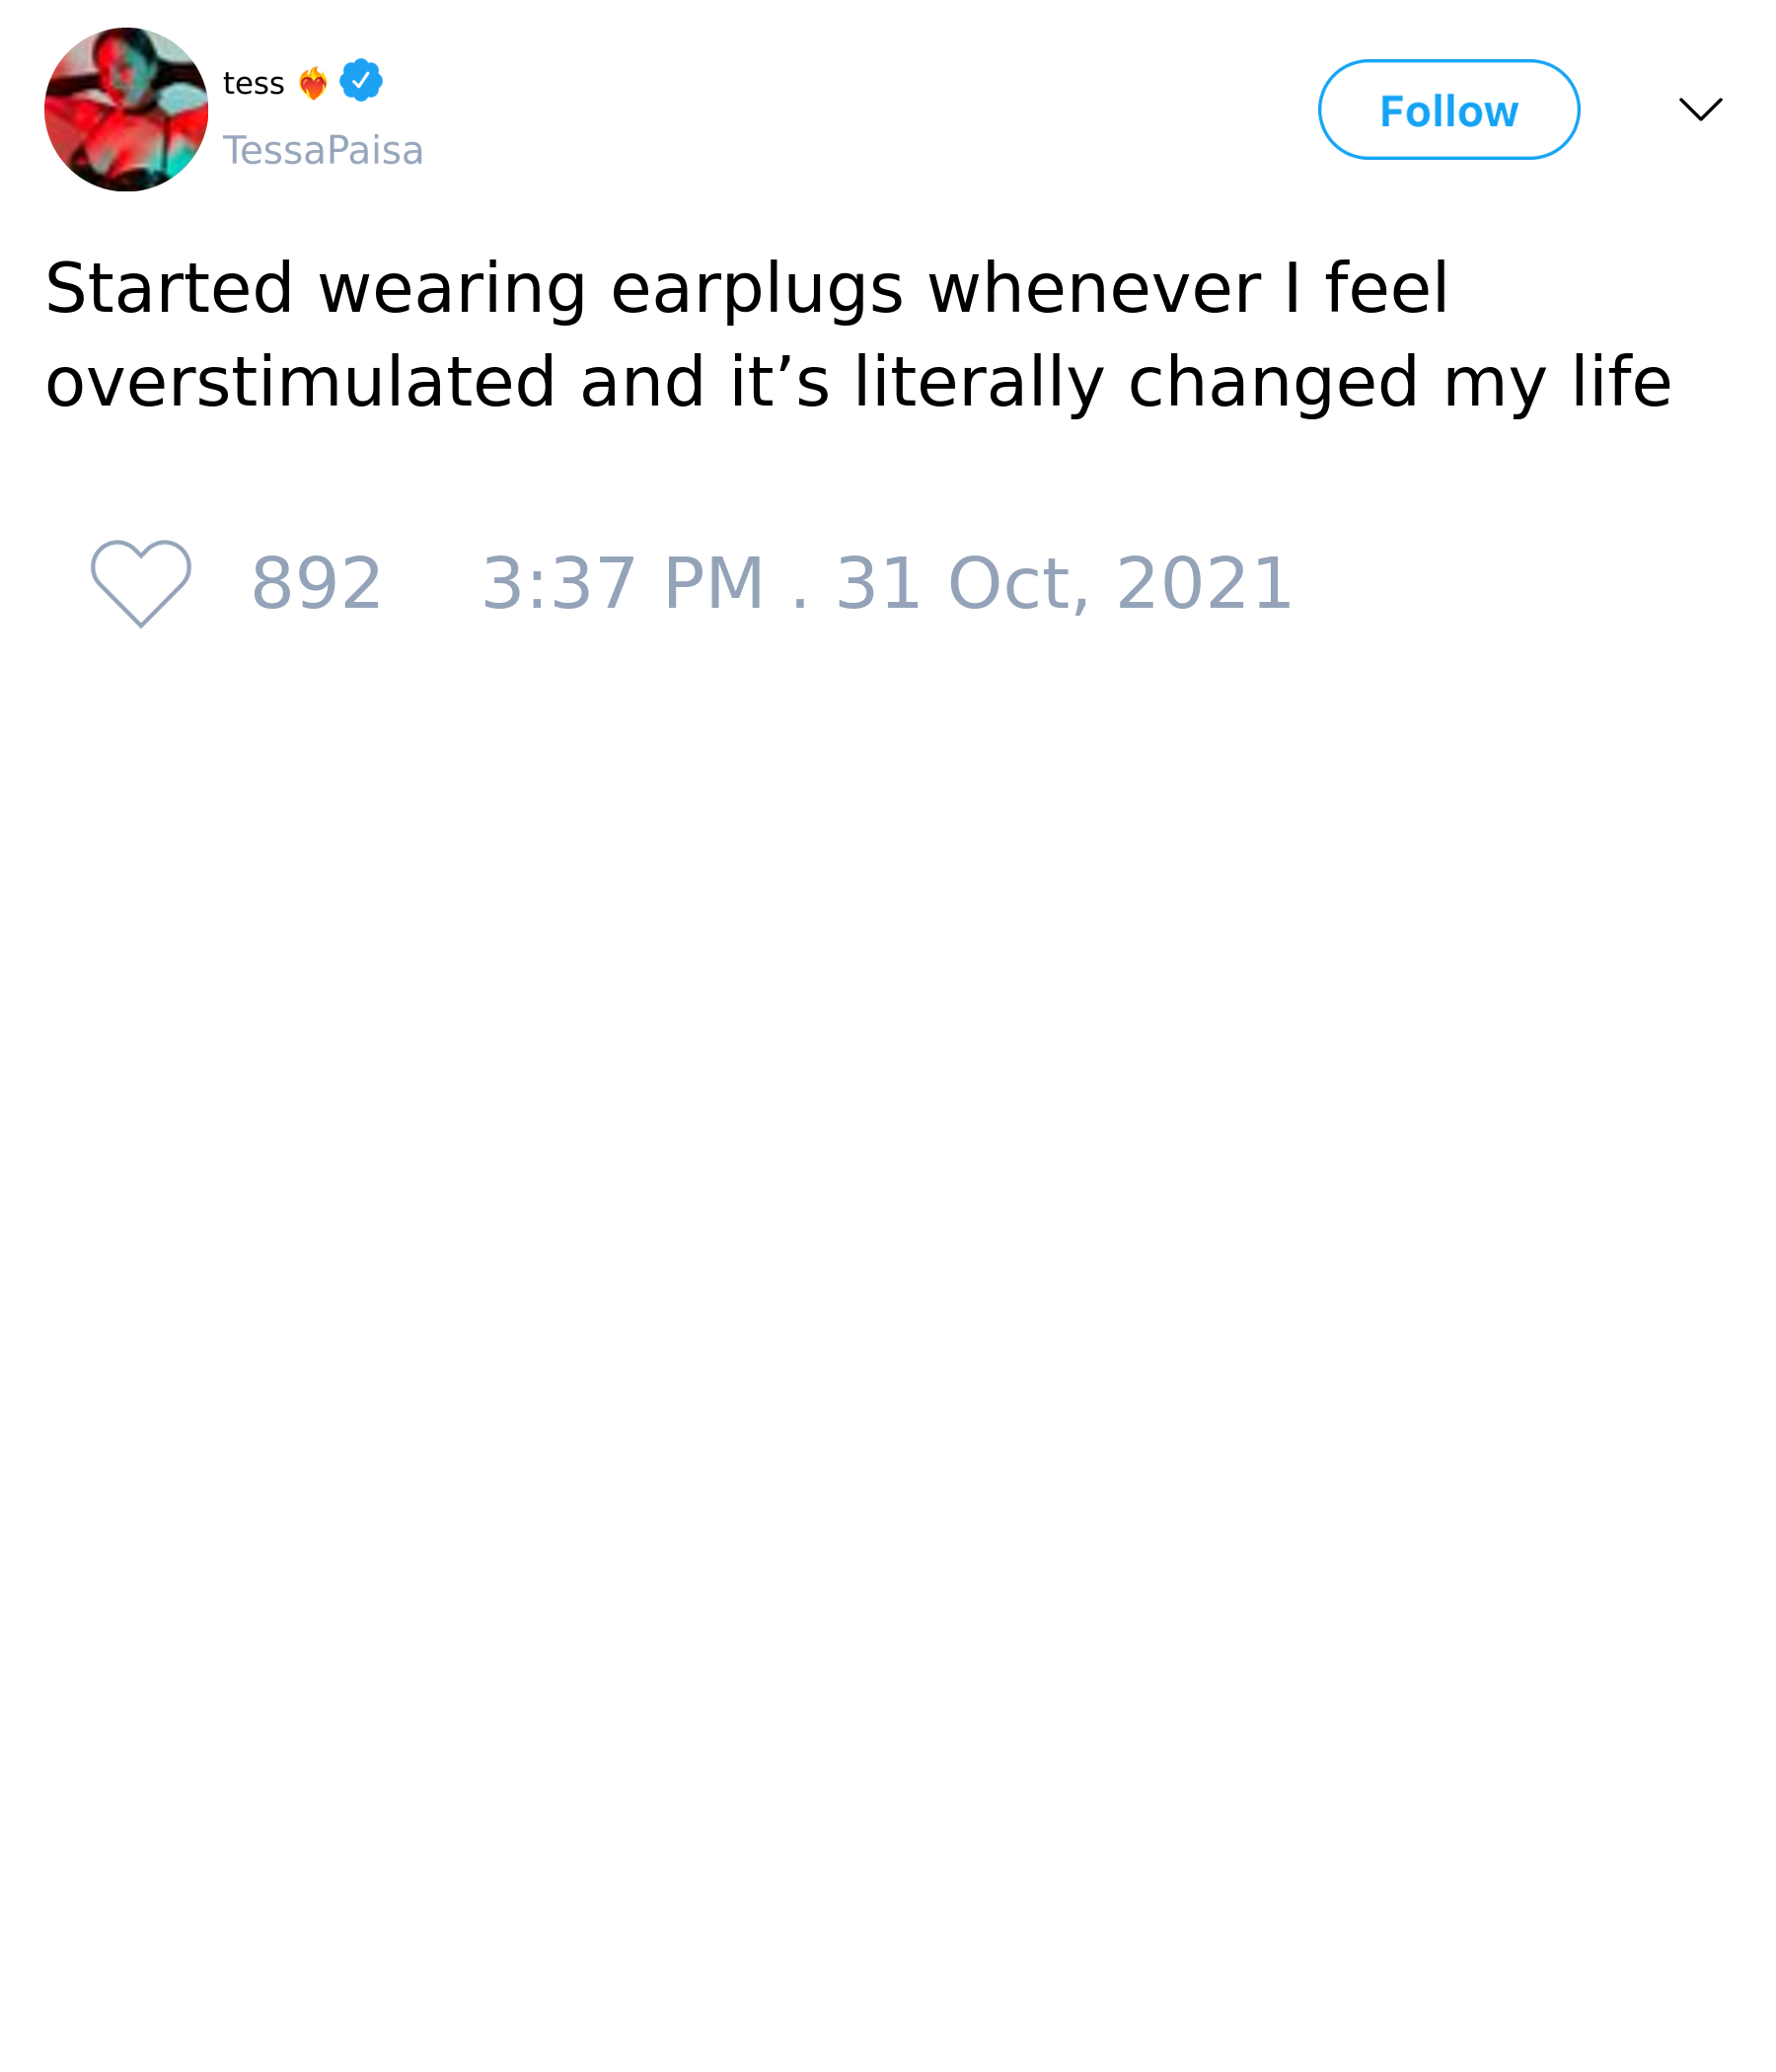 tess ❤️‍🔥
TessaPaisa
Follow
Started wearing earplugs whenever I feel
overstimulated and it’s literally changed my life
892 3:37 PM . 31 Oct, 2021